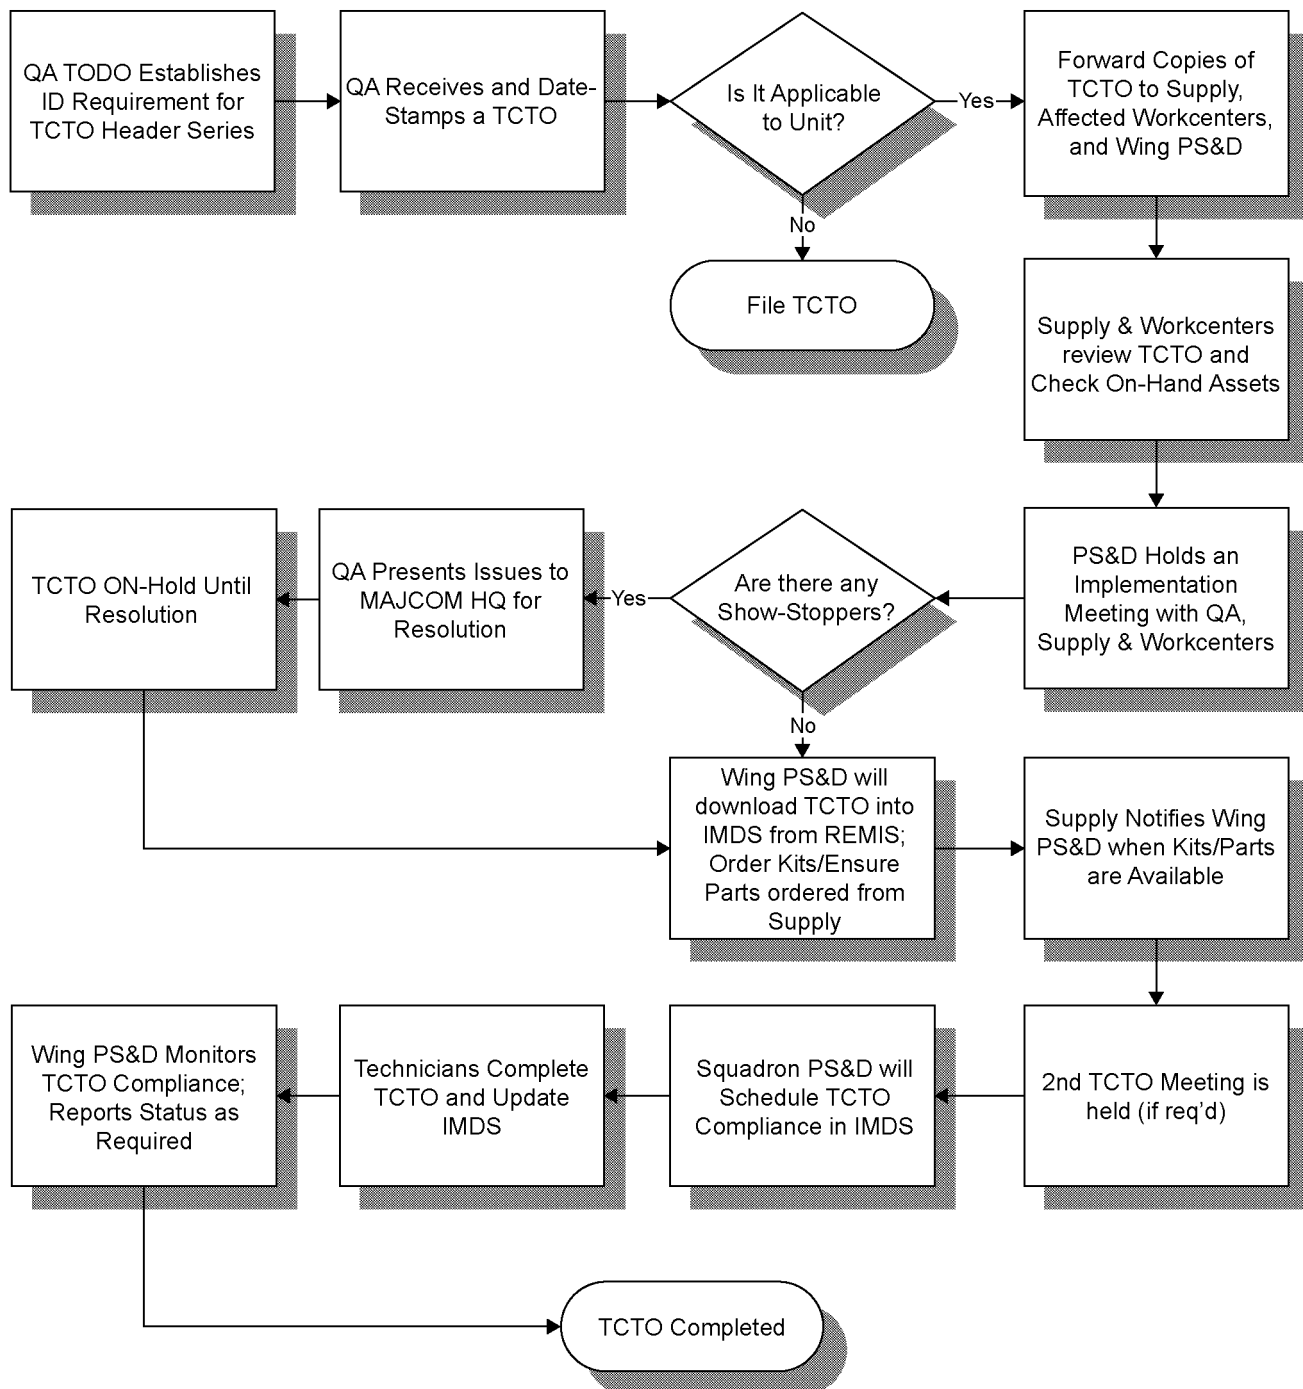 QA TODO Establishes
ID Requirement for
TCTO Header Series
QA Receives and Date-
Stamps a TCTO
Is It Applicable
to Unit?
Yes
Forward Copies of
TCTO to Supply,
Affected Workcenters,
and Wing PS&D
No
File TCTO
Supply & Workcenters
review TCTO and
Check On-Hand Assets
PS&D Holds an
Implementation
Meeting with QA,
Supply & Workcenters
Are there any
Show-Stoppers?
Yes
QA Presents Issues to
MAJCOM HQ for
Resolution
TCTO ON-Hold Until
Resolution
No
Wing PS&D will
download TCTO into
IMDS from REMIS;
Order Kits/Ensure
Parts ordered from
Supply
Supply Notifies Wing
PS&D when Kits/Parts
are Available
2nd TCTO Meeting is
held (if req'd)
Squadron PS&D will
Schedule TCTO
Compliance in IMDS
Technicians Complete
TCTO and Update
IMDS
Wing PS&D Monitors
TCTO Compliance;
Reports Status as
Required
TCTO Completed